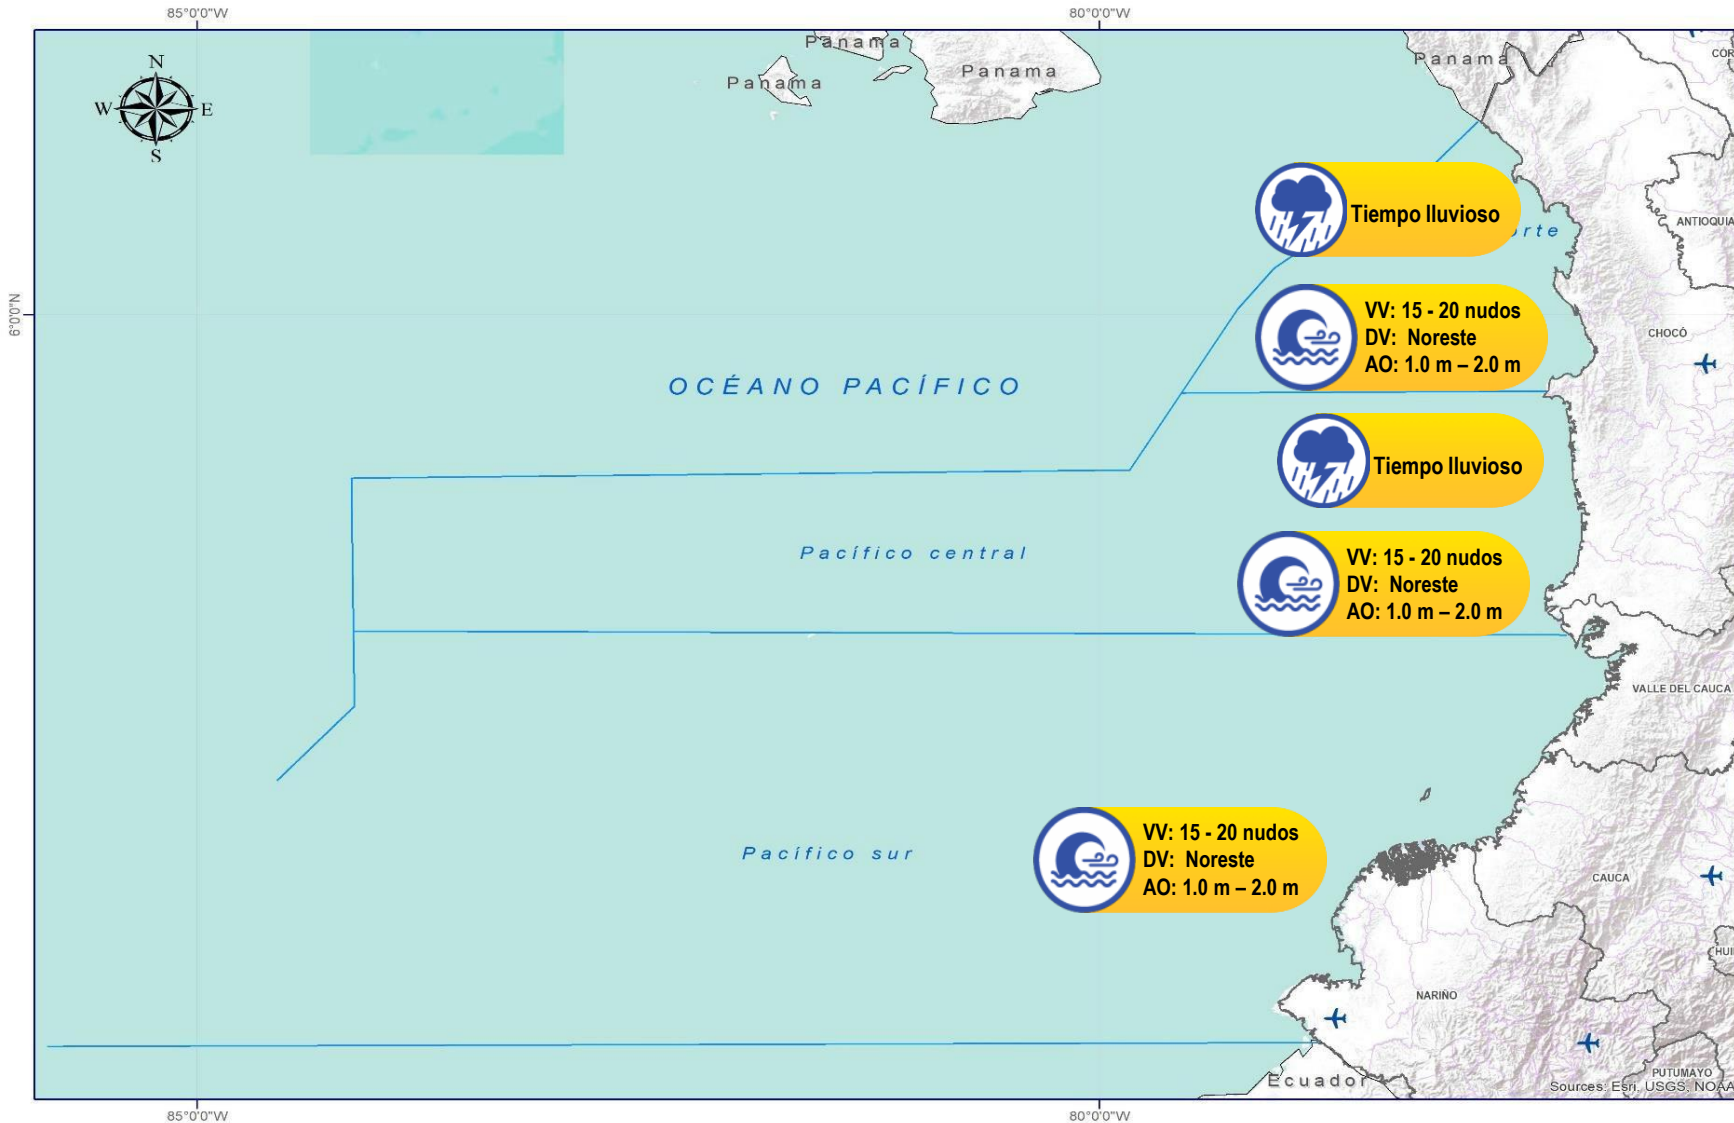 85°0'0"W
80°0'0"W
Panama
Panama
Panama
Panamá
COR
N
W
E
S
Tiempo lluvioso
orte
ANTIOQUIA
6°0'0"N
VV: 15 - 20 nudos
DV: Noreste
AO: 1.0 m – 2.0 m
CHOCÓ
OCÉANO PACÍFICO
Tiempo lluvioso
Pacífico central
VV: 15 - 20 nudos
DV: Noreste
AO: 1.0 m – 2.0 m
VALLE DEL CAUCA
VV: 15 - 20 nudos
DV: Noreste
AO: 1.0 m – 2.0 m
Pacífico sur
CAUCA
HUI
NARIÑO
Ecuador
PUTUMAYO
Sources: Esri, USGS, NOAA
85°0'0"W
80°0'0"W